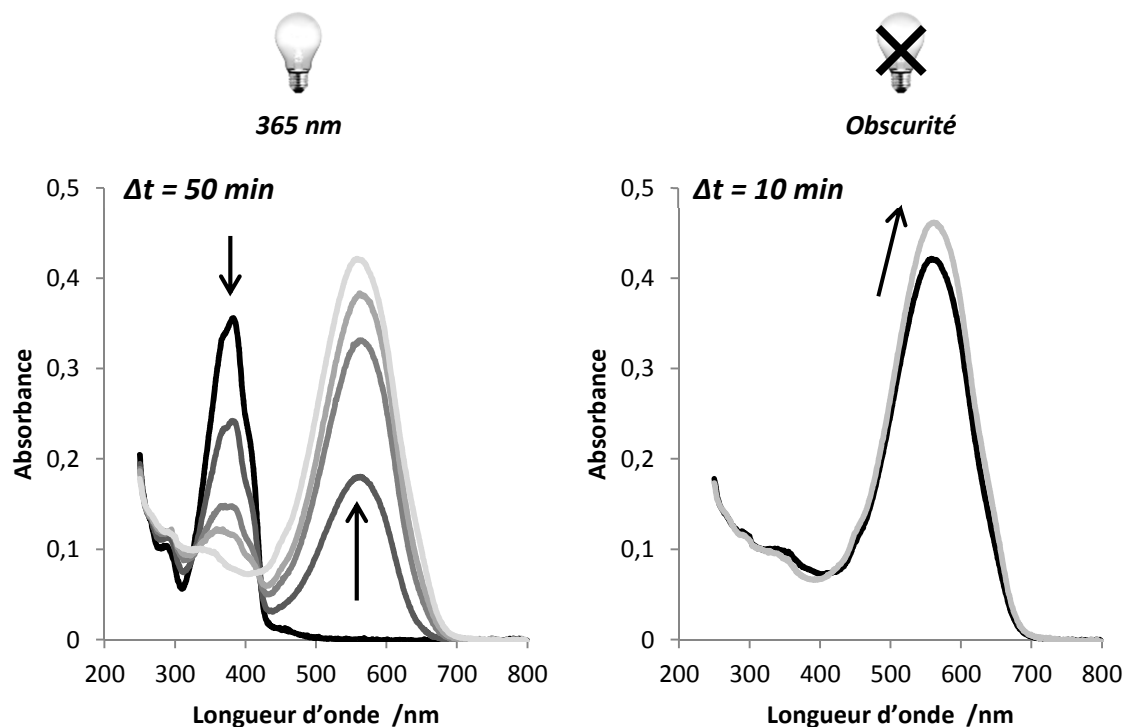 365 nm
Δt = 50 min
0,5
0,4
0,3
0,2
0,1
0
Absorbance
200 300 400 500 600 700 800
Longueur d'onde /nm
Obscurité
Δt = 10 min
0,5
0,4
0,3
0,2
0,1
0
Absorbance
200 300 400 500 600 700 800
Longueur d'onde /nm